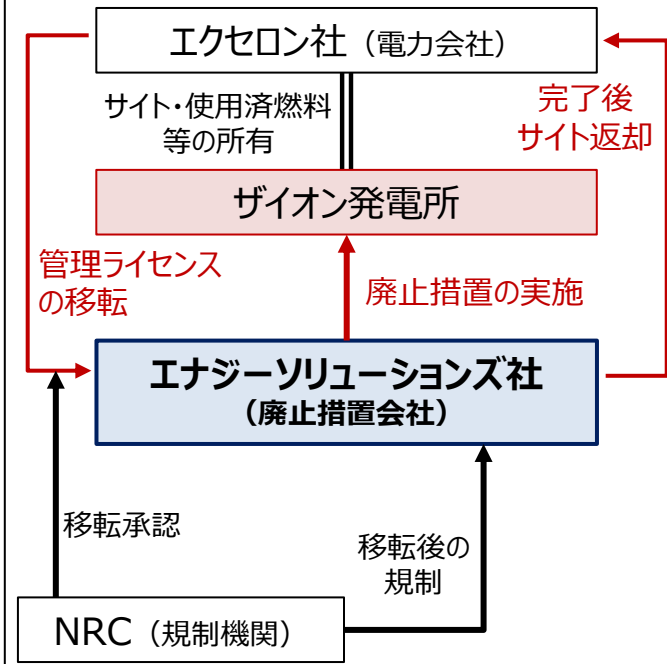 エクセロン社（電力会社）
サイト・使用済燃料
等の所有
完了後
サイト返却
ザイオン発電所
管理ライセンス
の移転
廃止措置の実施
エナジーソリューションズ社
（廃止措置会社）
移転承認
移転後の
規制
NRC（規制機関）